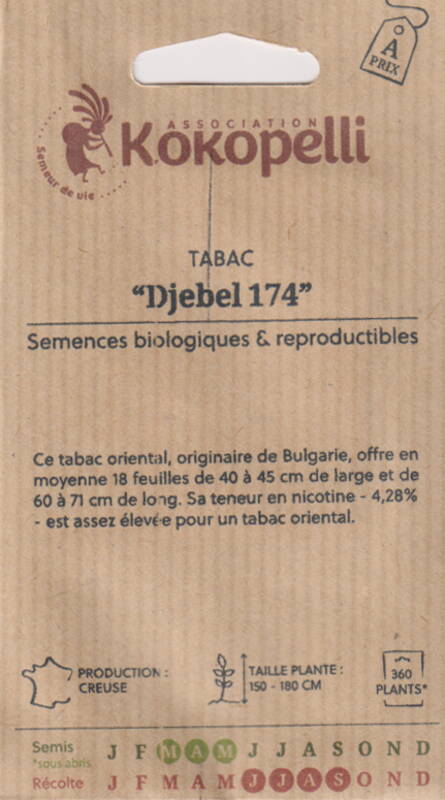 À
PRIX
ASSOCIATION
Kokopelli
Semeur de vie
TABAC
“Djebel 174”
Semences biologiques & reproductibles
Ce tabac oriental, originaire de Bulgarie, offre en
moyenne 18 feuilles de 40 à 45 cm de large et de
60 à 71 cm de long. Sa teneur en nicotine - 4,28%
- est assez élevée pour un tabac oriental.
PRODUCTION :
CREUSE
TAILLE PLANTE :
150 - 180 CM
360
PLANTS*
Semis J F M A M J J A S O N D
*sous abris
Récolte J F M A M J J A S O N D